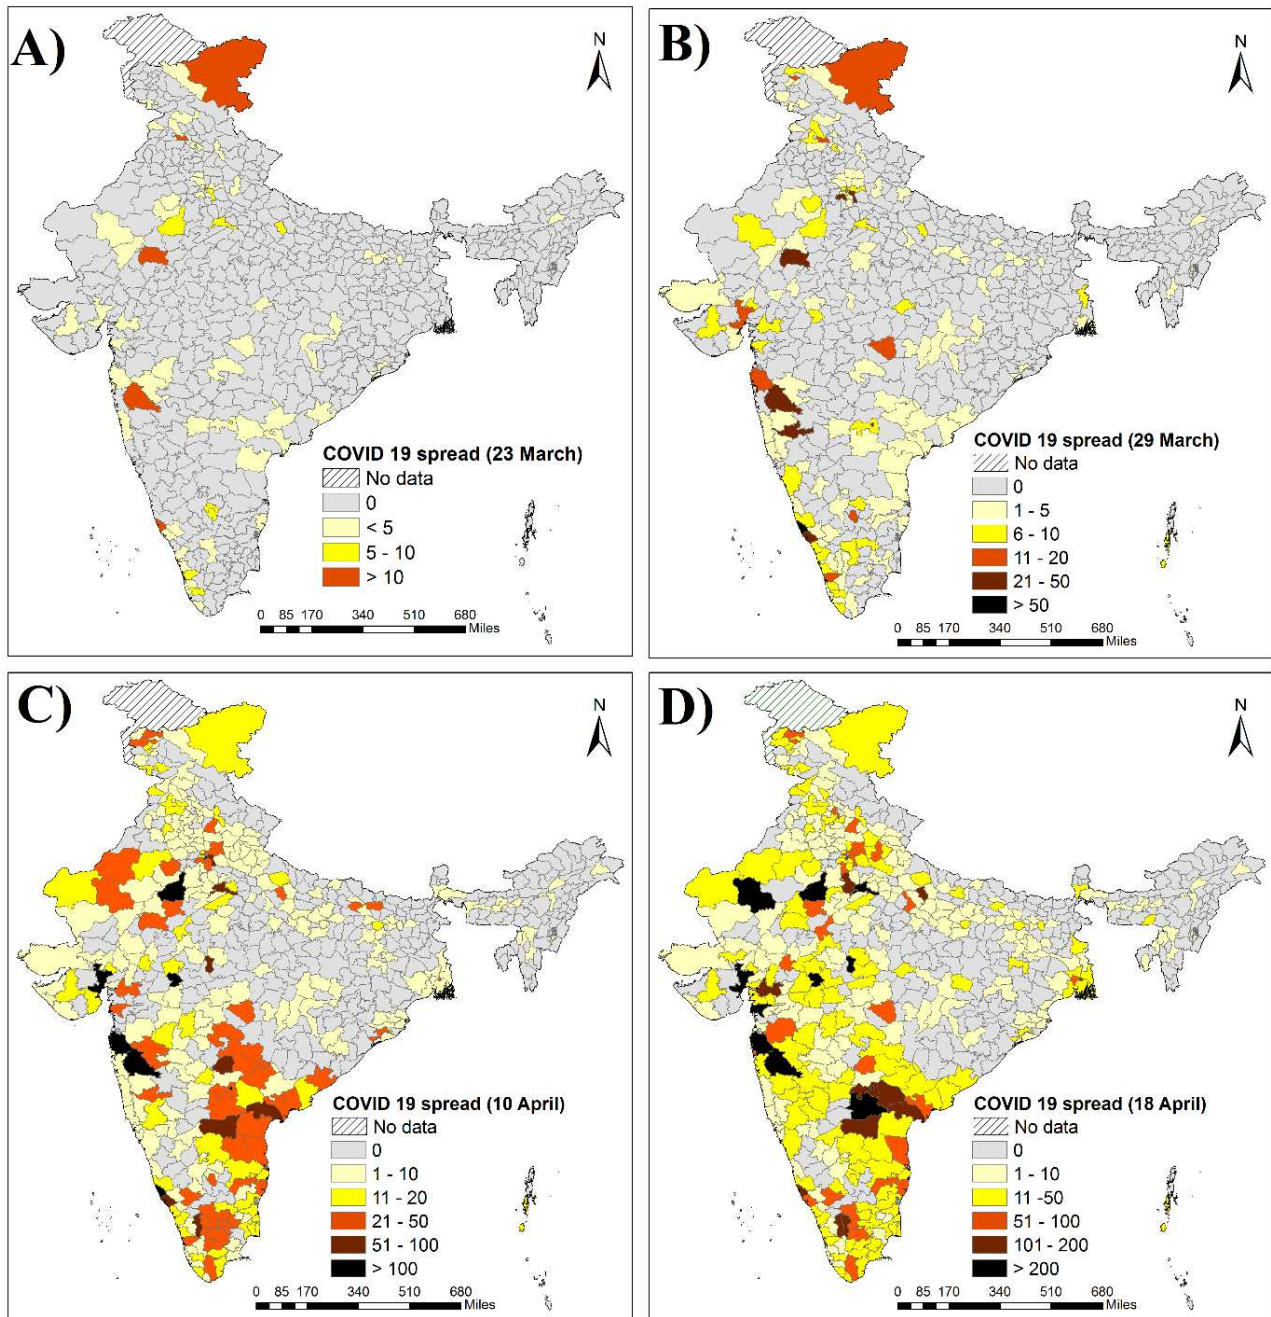 A)
N
COVID 19 spread (23 March)
No data
0
< 5
5 - 10
> 10
0 85 170 340 510 680
Miles
B)
N
COVID 19 spread (29 March)
No data
0
1 - 5
6 - 10
11 - 20
21 - 50
> 50
0 85 170 340 510 680
Miles
C)
N
COVID 19 spread (10 April)
No data
0
1 - 10
11 - 20
21 - 50
51 - 100
> 100
0 85 170 340 510 680
Miles
D)
N
COVID 19 spread (18 April)
No data
0
1 - 10
11 -50
51 - 100
101 - 200
> 200
0 85 170 340 510 680
Miles